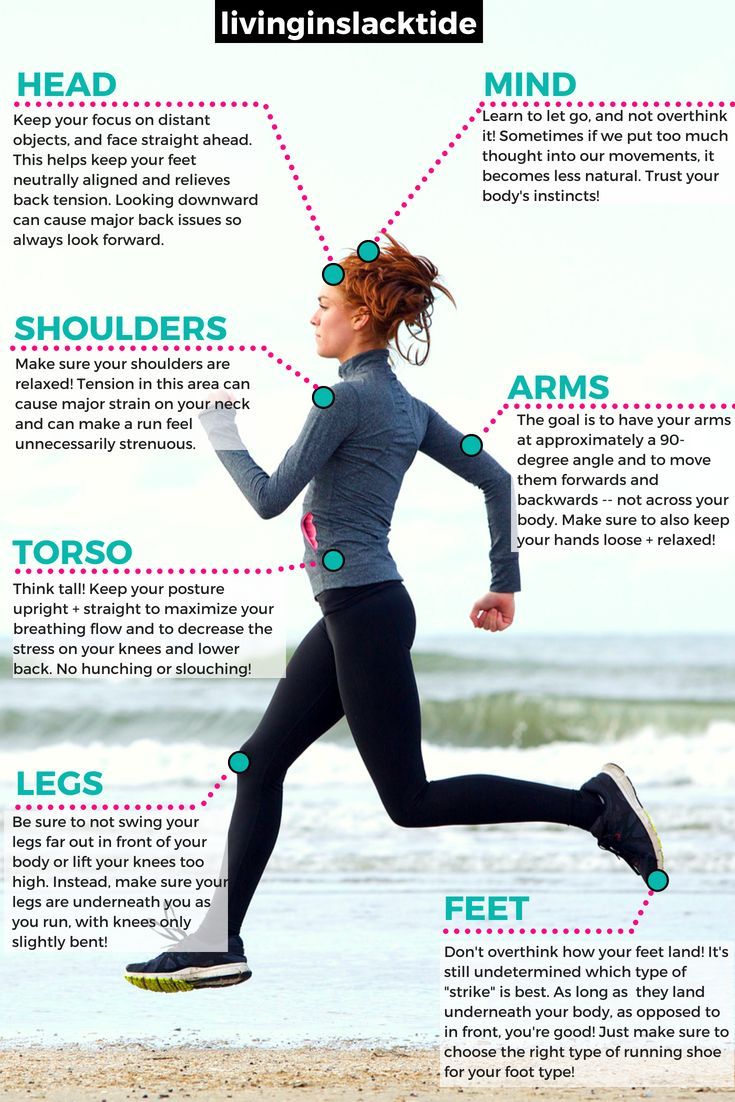 livinginslacktide
HEAD
Keep your focus on distant
objects, and face straight ahead.
This helps keep your feet
neutrally aligned and relieves
back tension. Looking downward
can cause major back issues so
always look forward.
MIND
Learn to let go, and not overthink
it! Sometimes if we put too much
thought into our movements, it
becomes less natural. Trust your
body's instincts!
SHOULDERS
Make sure your shoulders are
relaxed! Tension in this area can
cause major strain on your neck
and can make a run feel
unnecessarily strenuous.
ARMS
The goal is to have your arms
at approximately a 90-
degree angle and to move
them forwards and
backwards -- not across your
body. Make sure to also keep
your hands loose + relaxed!
TORSO
Think tall! Keep your posture
upright + straight to maximize your
breathing flow and to decrease the
stress on your knees and lower
back. No hunching or slouching!
LEGS
Be sure to not swing your
legs far out in front of your
body or lift your knees too
high. Instead, make sure your
legs are underneath you as
you run, with knees only
slightly bent!
FEET
Don't overthink how your feet land! It's
still undetermined which type of
"strike" is best. As long as they land
underneath your body, as opposed to
in front, you're good! Just make sure to
choose the right type of running shoe
for your foot type!